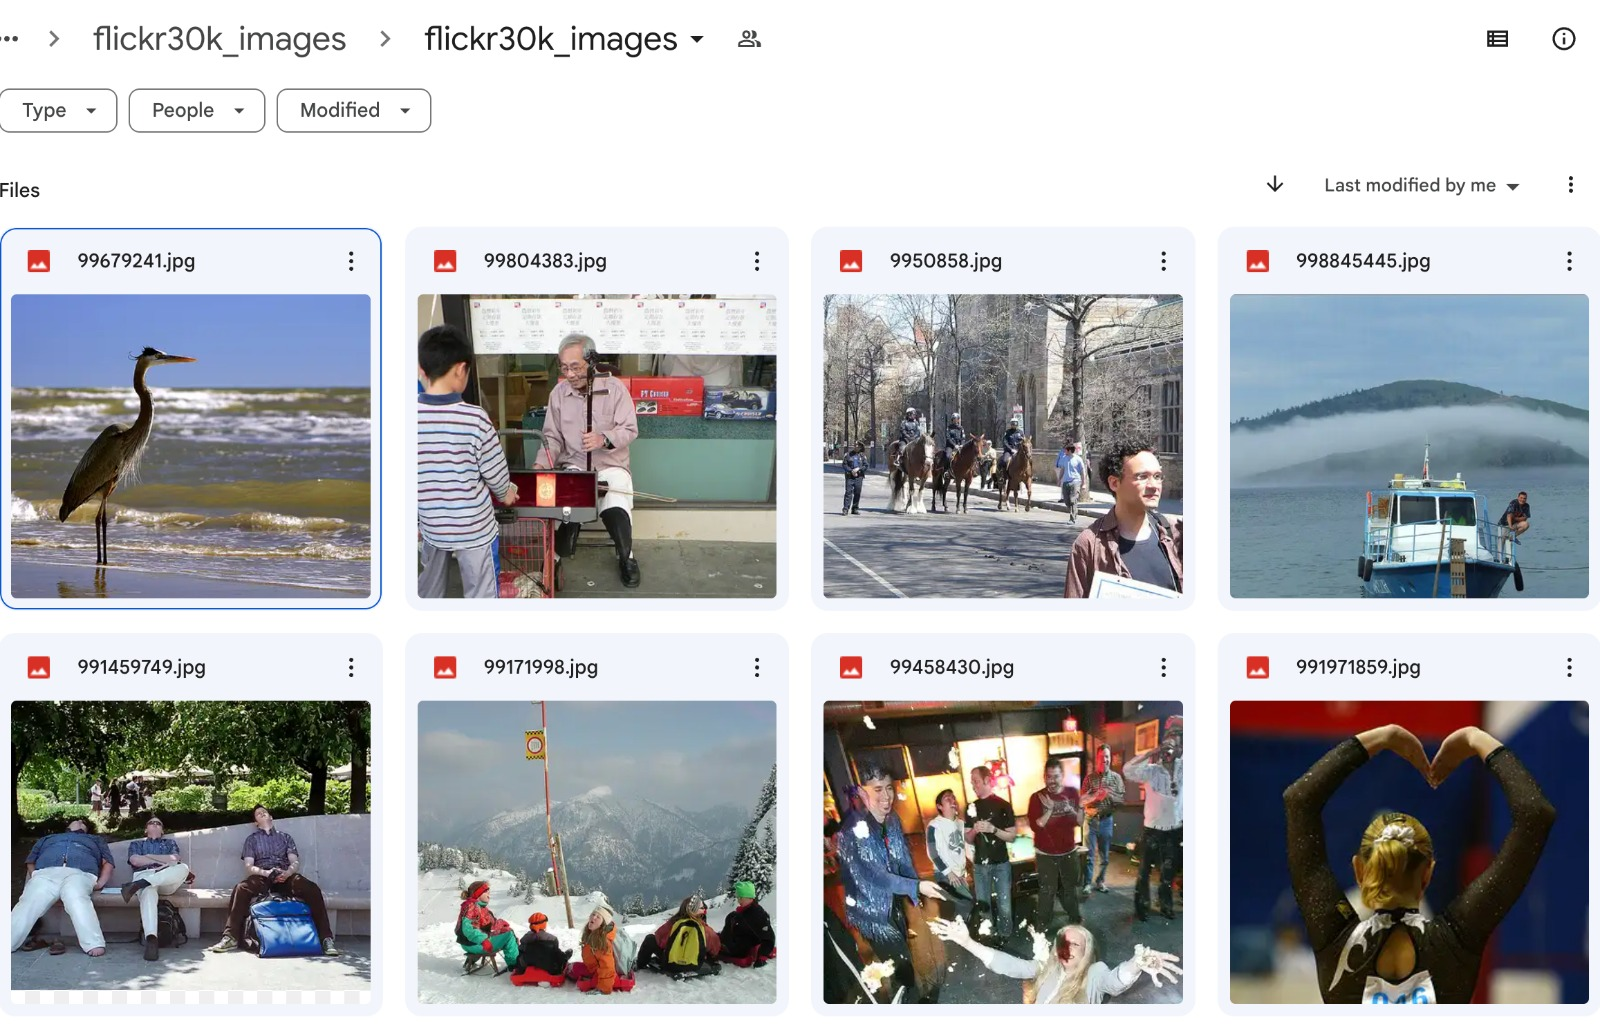 flickr30k_images > flickr30k_images
Type People Modified
Files Last modified by me
99679241.jpg 99804383.jpg 9950858.jpg 998845445.jpg
991459749.jpg 99171998.jpg 99458430.jpg 991971859.jpg